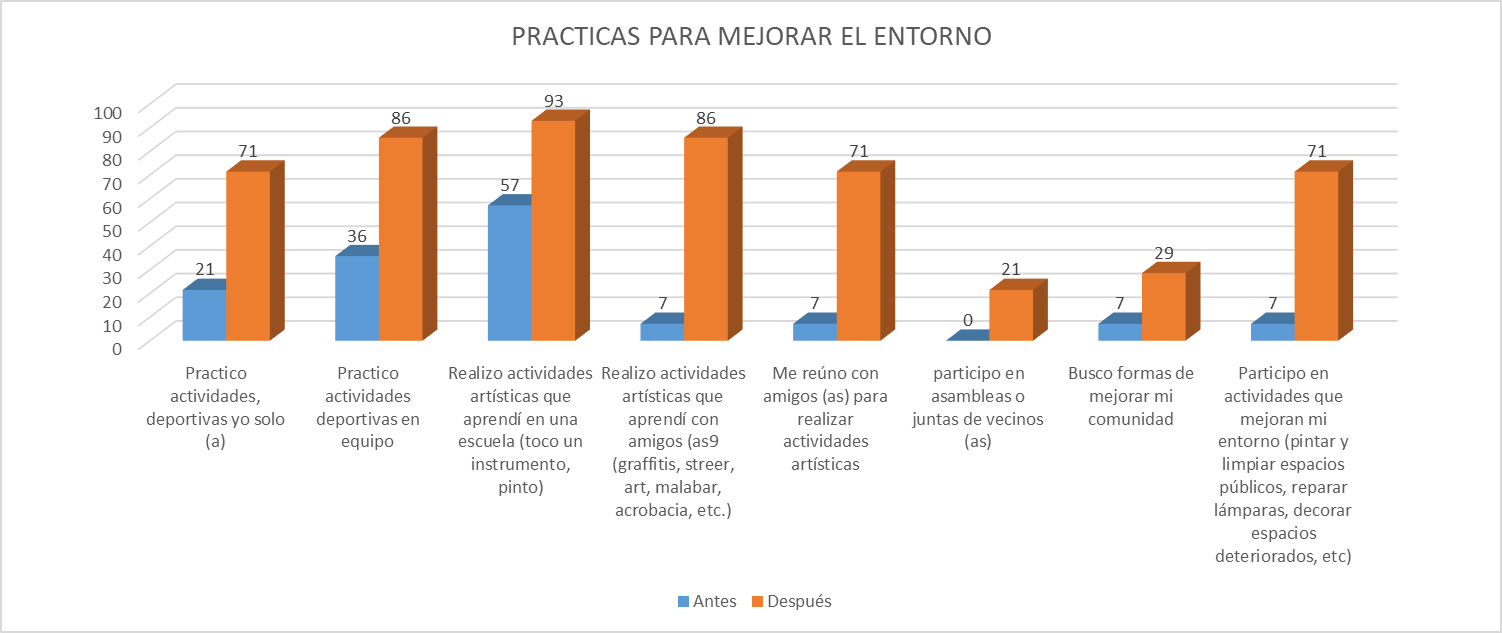 PRACTICAS PARA MEJORAR EL ENTORNO
100
90
80
70
60
50
40
30
20
10
0
21
71
36
86
57
93
7
86
7
71
0
21
7
29
7
71
Practico
actividades,
deportivas yo solo
(a)
Practico
actividades
deportivas en
equipo
Realizo actividades
artísticas que
aprendí en una
escuela (toco un
instrumento,
pinto)
Realizo actividades
artísticas que
aprendí con
amigos (as9
(graffitis, streer,
art, malabar,
acrobacia, etc.)
Me reúno con
amigos (as) para
realizar
actividades
artísticas
participo en
asambleas o
juntas de vecinos
(as)
Busco formas de
mejorar mi
comunidad
Participo en
actividades que
mejoran mi
entorno (pintar y
limpiar espacios
públicos, reparar
lámparas, decorar
espacios
deteriorados, etc)
Antes
Después